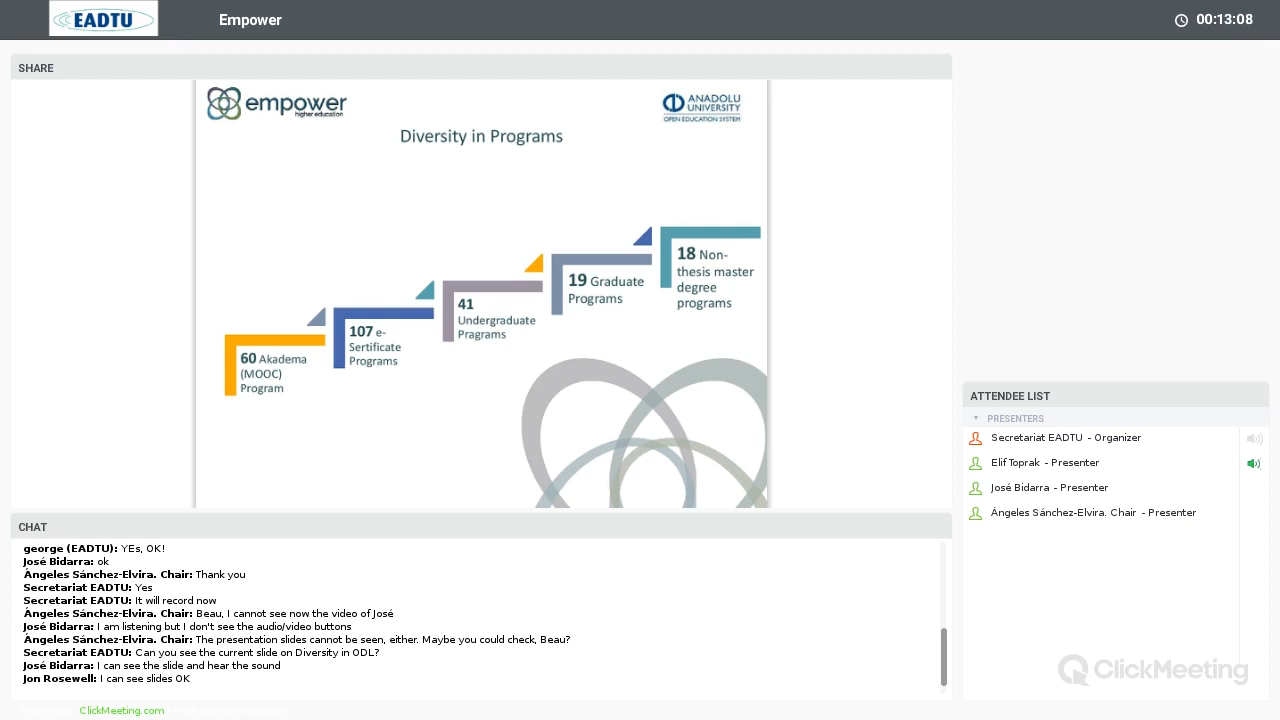 EADTU
Empower
00:13:08
SHARE
empower
higher education
ANADOLU
UNIVERSITY
OPEN EDUCATION SYSTEM
Diversity in Programs
60 Akadema
(MOOC)
Program
107 e-
Sertificate
Programs
41
Undergraduate
Pragrams
19 Graduate
Programs
18 Non-
thesis master
degree
programs
CHAT
george (EADTU): YEs, OK!
José Bidarra: ok
Ángeles Sánchez-Elvira. Chair: Thank you
Secretariat EADTU: Yes
Secretariat EADTU: It will record now
Ángeles Sánchez-Elvira. Chair: Beau, I cannot see now the video of José
José Bidarra: I am listening but I don't see the audio/video buttons
Ángeles Sánchez-Elvira. Chair: The presentation slides cannot be seen, either. Maybe you could check, Beau?
Secretariat EADTU: Can you see the current slide on Diversity in ODL?
José Bidarra: I can see the slide and hear the sound
Jon Rosewell: I can see slides OK
ATTENDEE LIST
PRESENTERS
Secretariat EADTU - Organizer
Elif Toprak - Presenter
José Bidarra - Presenter
Ángeles Sánchez-Elvira. Chair - Presenter
ClickMeeting
ClickMeeting.com